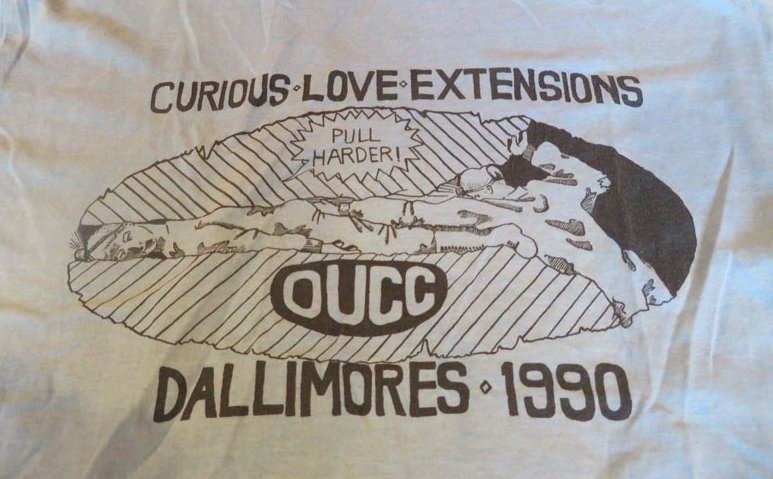 CURIOUS◦LOVE◦EXTENSIONS
PULL
HARDER!
OUCC
DALLIMORES ◦ 1990